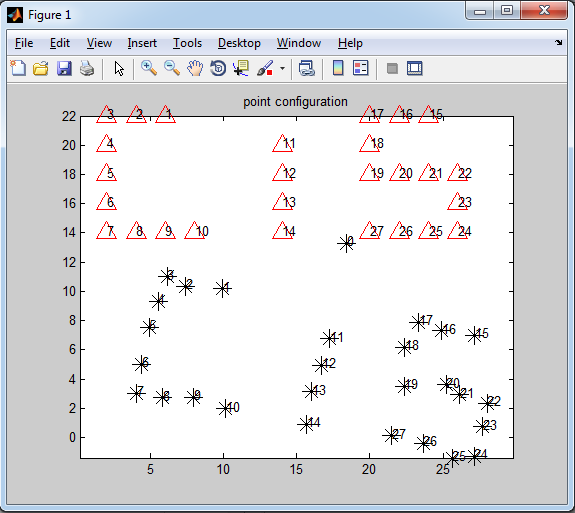 Figure 1
File Edit View Insert Tools Desktop Window Help
point configuration
22 3 2 1 17 16 15
20 4 11 18
18 5 12 19 20 21 22
16 6 13 23
14 7 8 9 10 14 27 26 25 24
0
12
3
10 2 1
4
8 5 17
16 15
11
6 6 18
12
4 7 13 19 20
8 9 21
2 10 22
14 23
0 27
26
25 24
5 10 15 20 25